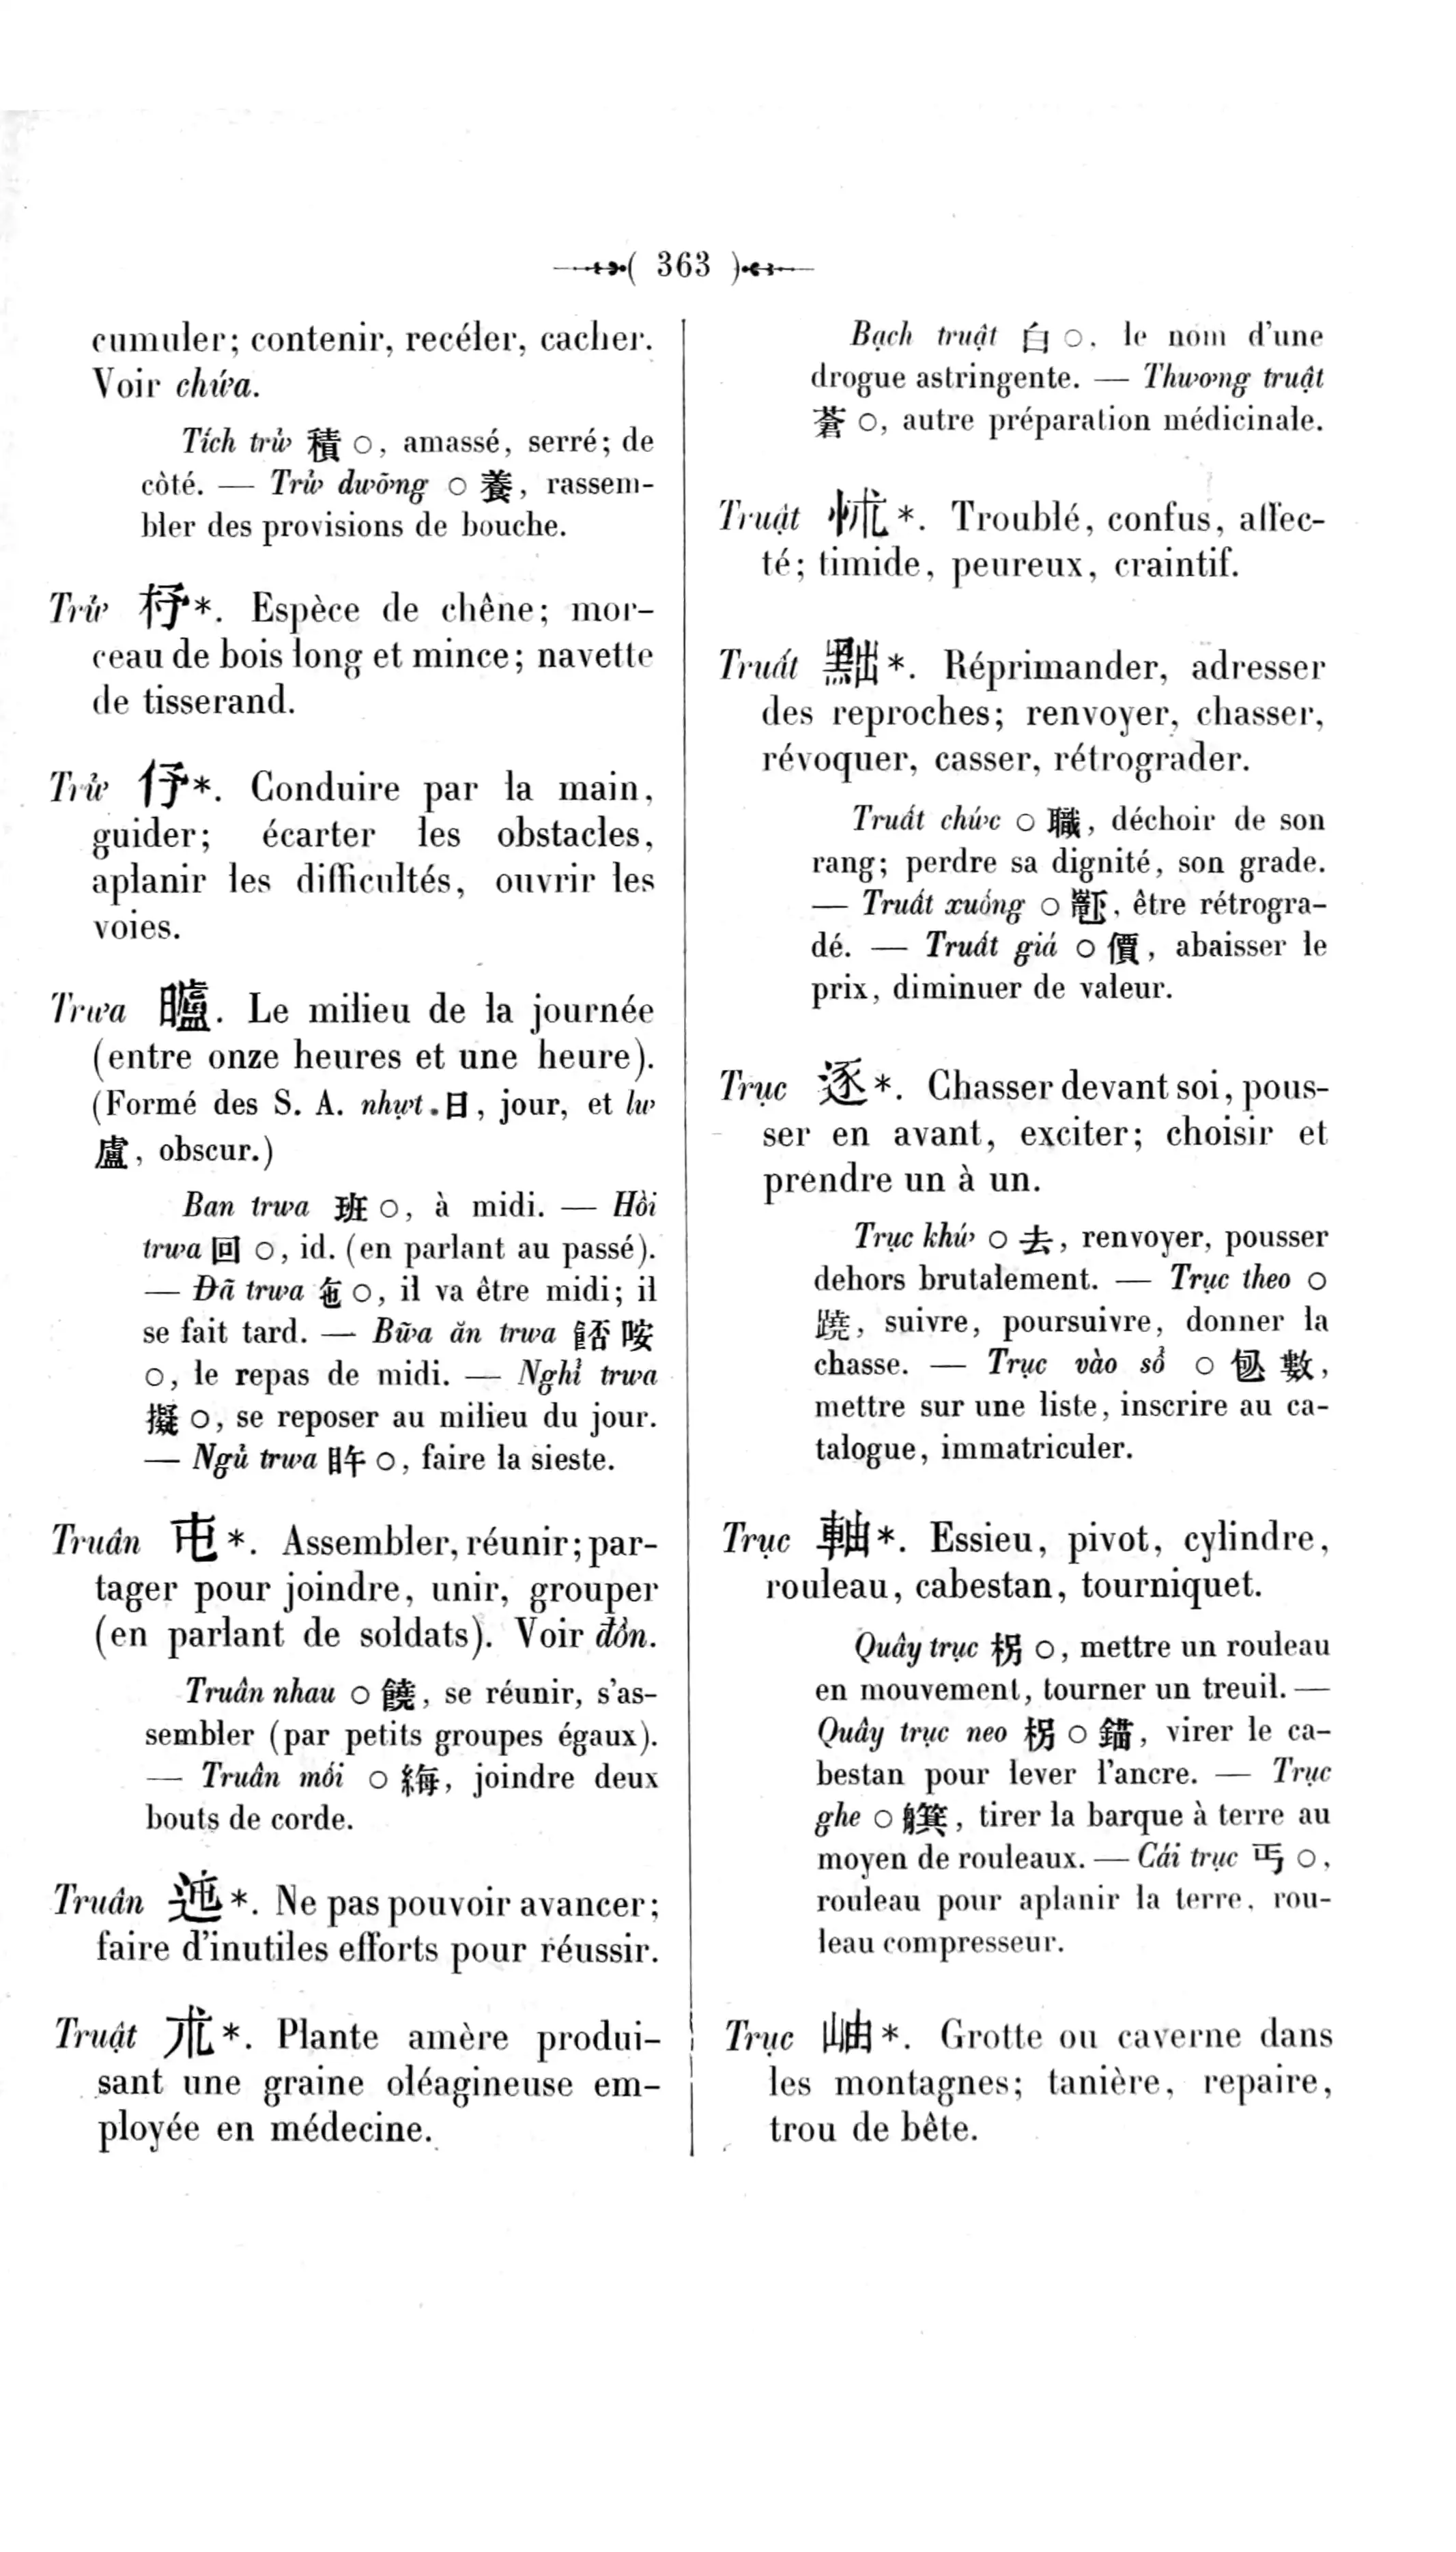 ( 363 )
cumuler; contenir, recéler, cacher.
Voir chứa.
Tích trử 積 ○, amassé, serré; de
còté. — Trử dưỡng ○ 養, rassem-
bler des provisions de bouche.
Trử 杼*. Espèce de chêne; mor-
ceau de bois long et mince; navette
de tisserand.
Trử 伃*. Conduire par la main,
guider; écarter les obstacles,
aplanir les difficultés, ouvrir les
voies.
Trưa 𣋂. Le milieu de la journée
(entre onze heures et une heure).
(Formé des S. A. nhựt 日, jour, et lư
盧, obscur.)
Ban trưa 班 ○, à midi. — Hồi
trưa 回 ○, id. (en parlant au passé).
— Đã trưa 㐌 ○, il va être midi; il
se fait tard. — Bữa ăn trưa 𩛷 咹
○, le repas de midi. — Nghỉ trưa
擬 ○, se reposer au milieu du jour.
— Ngủ trưa 旿 ○, faire la sieste.
Truân 屯 *. Assembler, réunir; par-
tager pour joindre, unir, grouper
(en parlant de soldats). Voir đồn.
Truân nhau ○ 饒, se réunir, s'as-
sembler (par petits groupes égaux).
— Truân mối ○ 䋦, joindre deux
bouts de corde.
Truân 迍 *. Ne pas pouvoir avancer;
faire d'inutiles efforts pour réussir.
Truật 朮 *. Plante amère produi-
sant une graine oléagineuse em-
ployée en médecine.
Bạch truật 白 ○, le nom d'une
drogue astringente. — Thương truật
蒼 ○, autre préparation médicinale.
Truật 怵 *. Troublé, confus, affec-
té; timide, peureux, craintif.
Truất 黜 *. Réprimander, adresser
des reproches; renvoyer, chasser,
révoquer, casser, rétrograder.
Truất chức ○ 職, déchoir de son
rang; perdre sa dignité, son grade.
— Truất xuống ○ , être rétrogra-
dé. — Truất giá ○ 價, abaisser le
prix, diminuer de valeur.
Trục 逐 *. Chasser devant soi, pous-
ser en avant, exciter; choisir et
prendre un à un.
Trục khứ ○ 去, renvoyer, pousser
dehors brutalement. — Trục theo ○
蹺, suivre, poursuivre, donner la
chasse. — Trục vào sổ ○ 𠓨 數,
mettre sur une liste, inscrire au ca-
talogue, immatriculer.
Trục 軸 *. Essieu, pivot, cylindre,
rouleau, cabestan, tourniquet.
Quây trục 拐 ○, mettre un rouleau
en mouvement, tourner un treuil. —
Quây trục neo 拐 ○ 錨, virer le ca-
bestan pour lever l'ancre. — Trục
ghe ○ 䑴, tirer la barque à terre au
moyen de rouleaux. — Cái trục 丐 ○,
rouleau pour aplanir la terre, rou-
leau compresseur.
Trục 岫 *. Grotte ou caverne dans
les montagnes; tanière, repaire,
trou de bête.